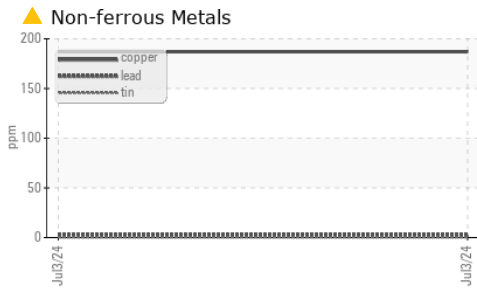 Non-ferrous Metals
200
150
100
50
0
ppm
copper
lead
tin
Jul3/24
Jul3/24